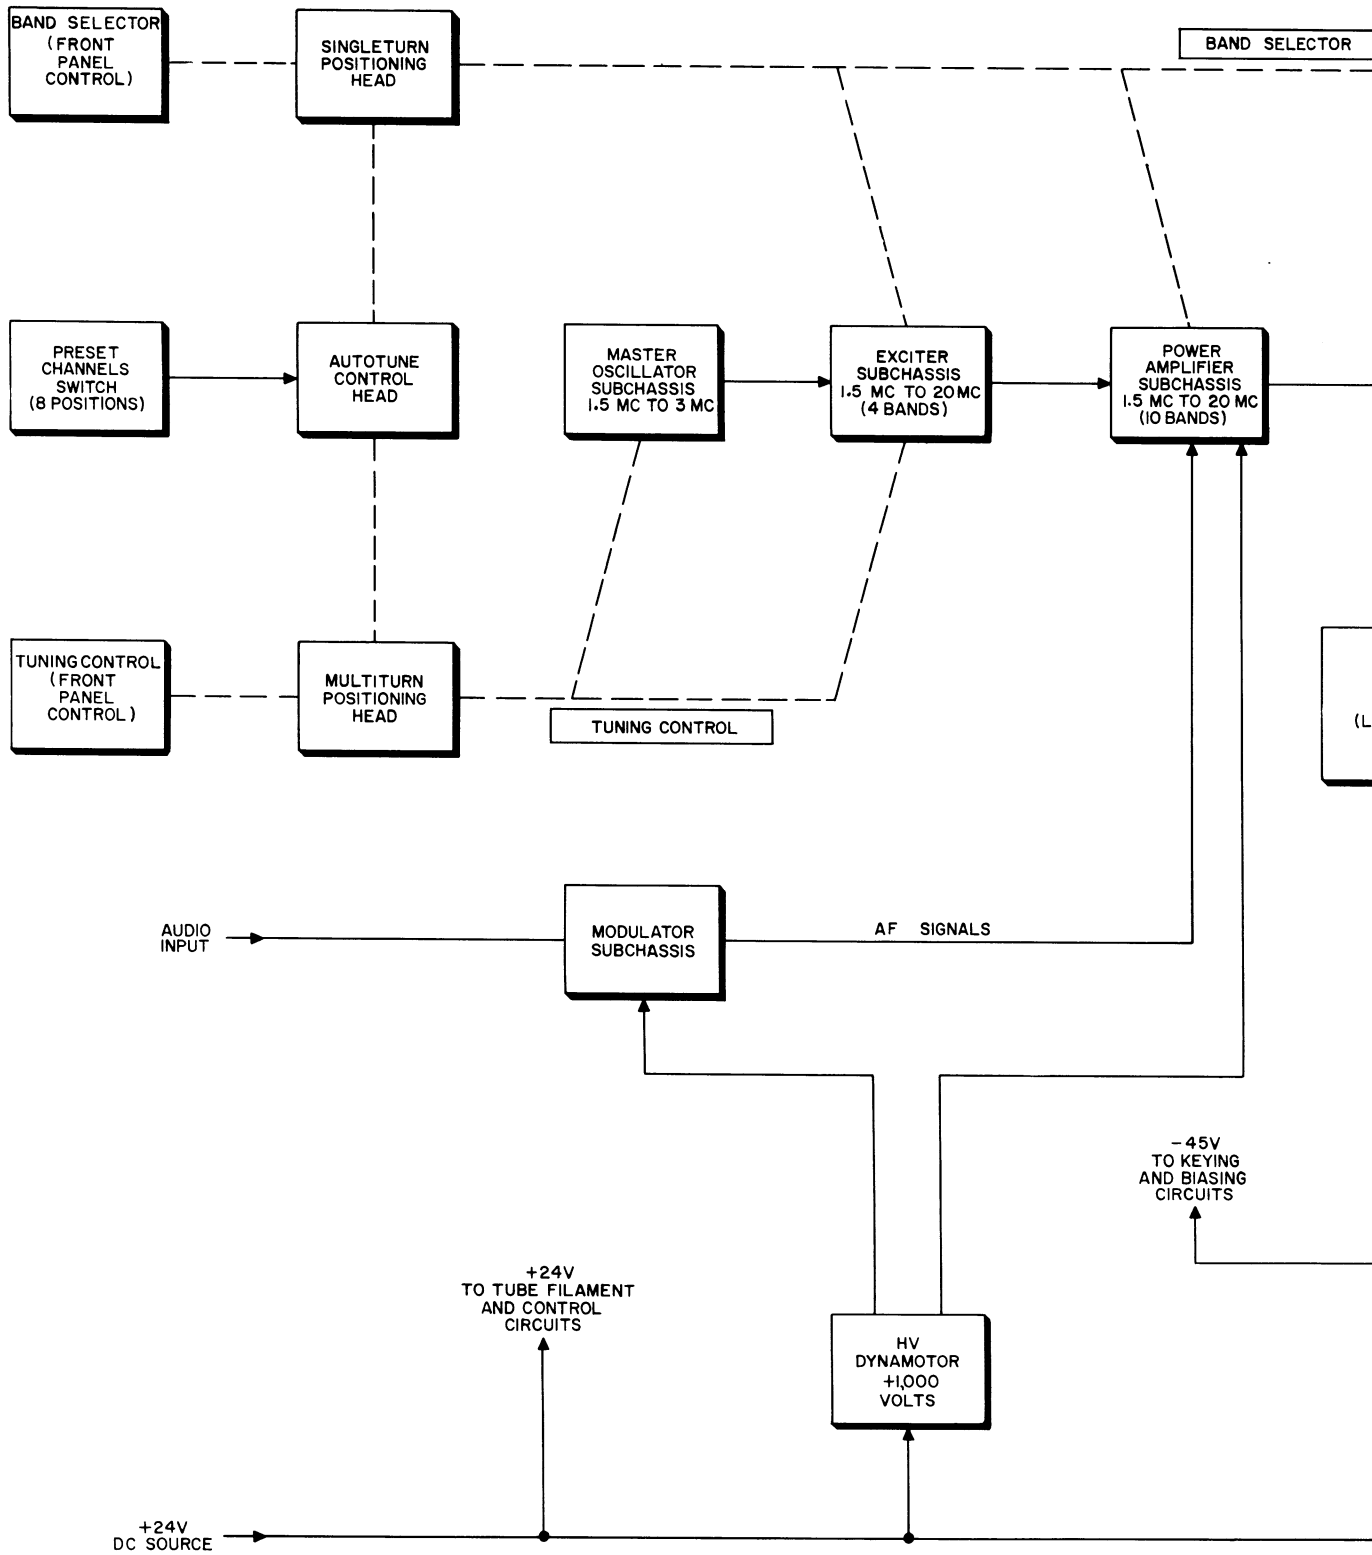 BAND SELECTOR
(FRONT
PANEL
CONTROL)
SINGLETURN
POSITIONING
HEAD
BAND SELECTOR
PRESET
CHANNELS
SWITCH
(8 POSITIONS)
AUTOTUNE
CONTROL
HEAD
MASTER
OSCILLATOR
SUBCHASSIS
1.5 MC TO 3 MC
EXCITER
SUBCHASSIS
1.5 MC TO 20 MC
(4 BANDS)
POWER
AMPLIFIER
SUBCHASSIS
1.5 MC TO 20 MC
(10 BANDS)
TUNING CONTROL
(FRONT
PANEL
CONTROL)
MULTITURN
POSITIONING
HEAD
TUNING CONTROL
(L
AUDIO
INPUT
MODULATOR
SUBCHASSIS
AF SIGNALS
-45V
TO KEYING
AND BIASING
CIRCUITS
+24V
TO TUBE FILAMENT
AND CONTROL
CIRCUITS
HV
DYNAMOTOR
+1,000
VOLTS
+24V
DC SOURCE